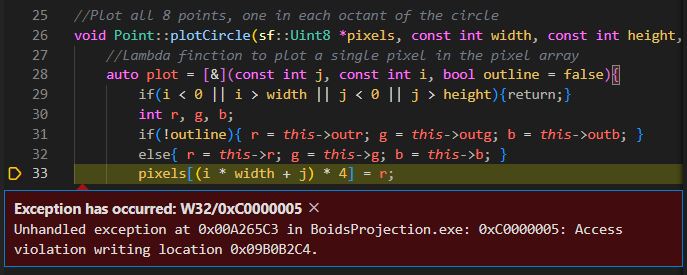 25 //Plot all 8 points, one in each octant of the circle
26 void Point::plotCircle(sf::Uint8 *pixels, const int width, const int height,
27 //Lambda finction to plot a single pixel in the pixel array
28 auto plot = [&](const int j, const int i, bool outline = false){
29 if(i < 0 || i > width || j < 0 || j > height){return;}
30 int r, g, b;
31 if(!outline){ r = this->outr; g = this->outg; b = this->outb; }
32 else{ r = this->r; g = this->g; b = this->b; }
33 pixels[(i * width + j) * 4] = r;
Exception has occurred: W32/0xC0000005 ×
Unhandled exception at 0x00A265C3 in BoidsProjection.exe: 0xC0000005: Access
violation writing location 0x09B0B2C4.